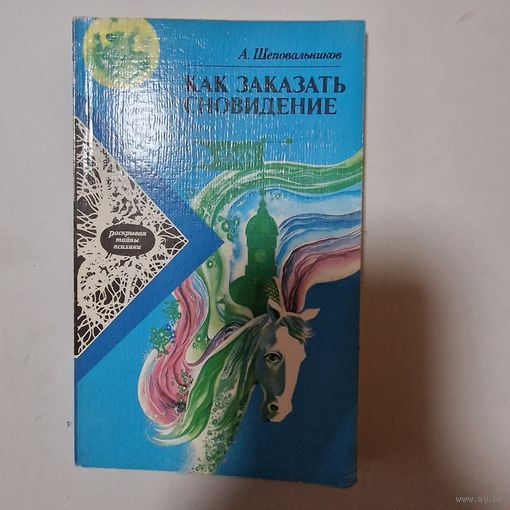 А. Шеповальников
КАК ЗАКАЗАТЬ
СНОВИДЕНИЕ
раскрывая
тайны
психики
www.ay.by